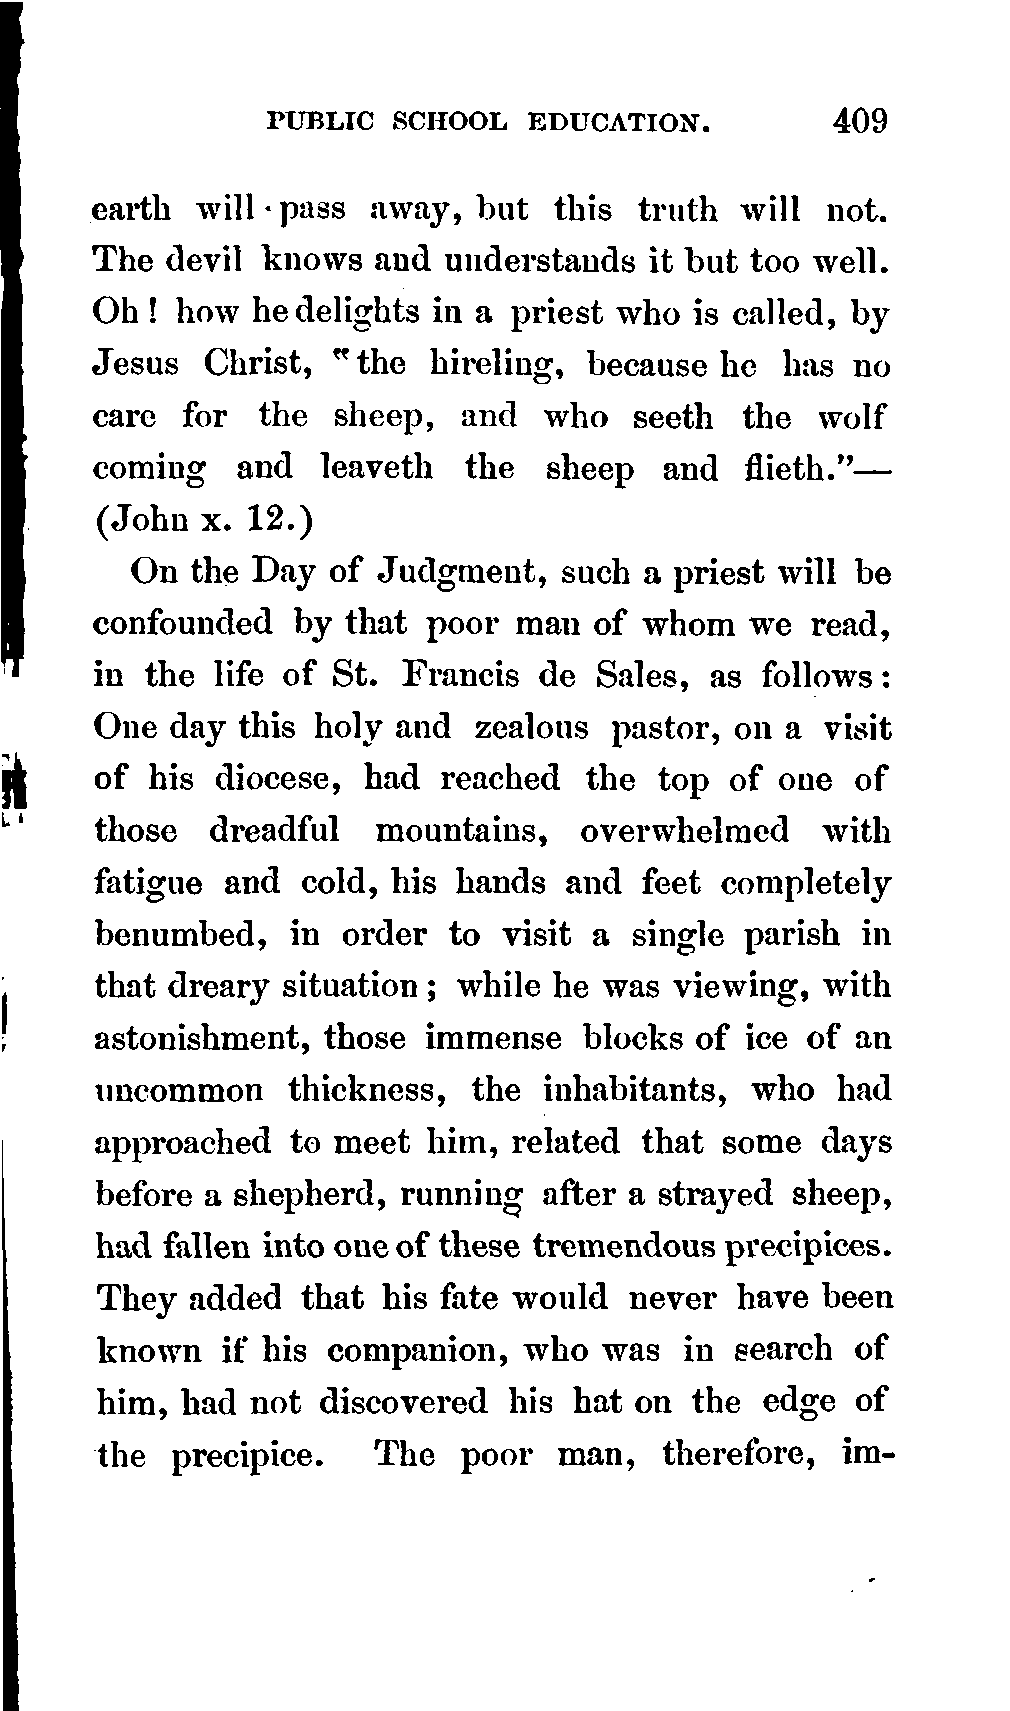 PUBLIC SCHOOL EDUCATION. 409
earth will pass away, but this truth will not.
The devil knows and understands it but too well.
Oh! how he delights in a priest who is called, by
Jesus Christ, "the hireling, because he has no
care for the sheep, and who seeth the wolf
coming and leaveth the sheep and flieth."—
(John x. 12.)
On the Day of Judgment, such a priest will be
confounded by that poor man of whom we read,
in the life of St. Francis de Sales, as follows:
One day this holy and zealous pastor, on a visit
of his diocese, had reached the top of one of
those dreadful mountains, overwhelmed with
fatigue and cold, his hands and feet completely
benumbed, in order to visit a single parish in
that dreary situation; while he was viewing, with
astonishment, those immense blocks of ice of an
uncommon thickness, the inhabitants, who had
approached to meet him, related that some days
before a shepherd, running after a strayed sheep,
had fallen into one of these tremendous precipices.
They added that his fate would never have been
known if his companion, who was in search of
him, had not discovered his hat on the edge of
the precipice. The poor man, therefore, im-